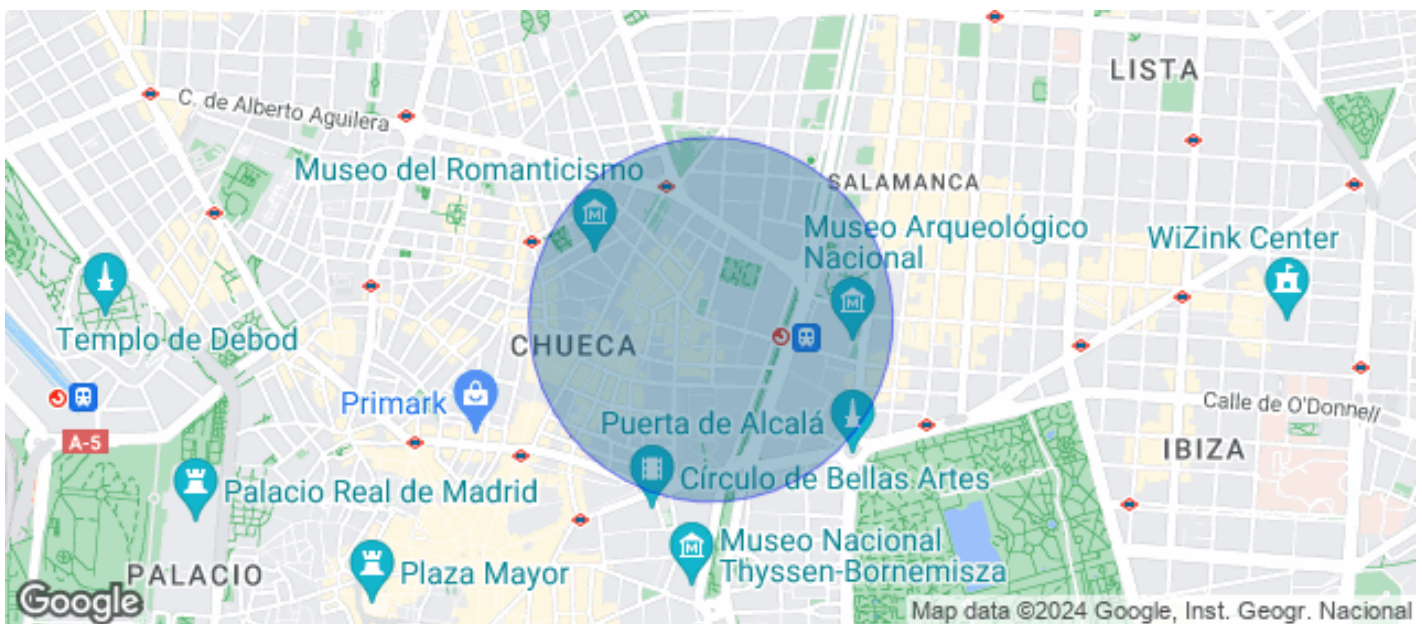 LISTA
C. de Alberto Aguilera
Museo del Romanticismo
SALAMANCA
Museo Arqueológico
Nacional
WiZink Center
Templo de Debod
CHUECA
Primark
Puerta de Alcalá
Calle de O'Donnell
A-5
IBIZA
Palacio Real de Madrid
Círculo de Bellas Artes
Museo Nacional
Thyssen-Bornemisza
PALACIO
Plaza Mayor
Google
Map data ©2024 Google, Inst. Geogr. Nacional